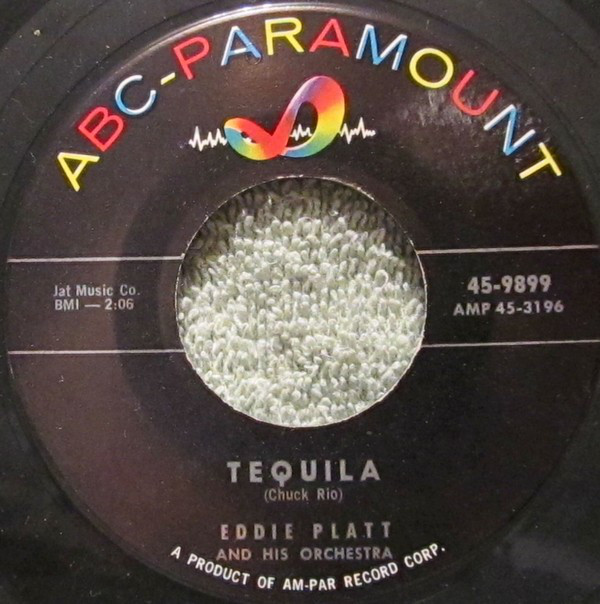 ABC-PARAMOUNT
Jat Music Co.
BMI — 2:06
45-9899
AMP 45-3196
TEQUILA
(Chuck Rio)
EDDIE PLATT
AND HIS ORCHESTRA
A PRODUCT OF AM-PAR RECORD CORP.